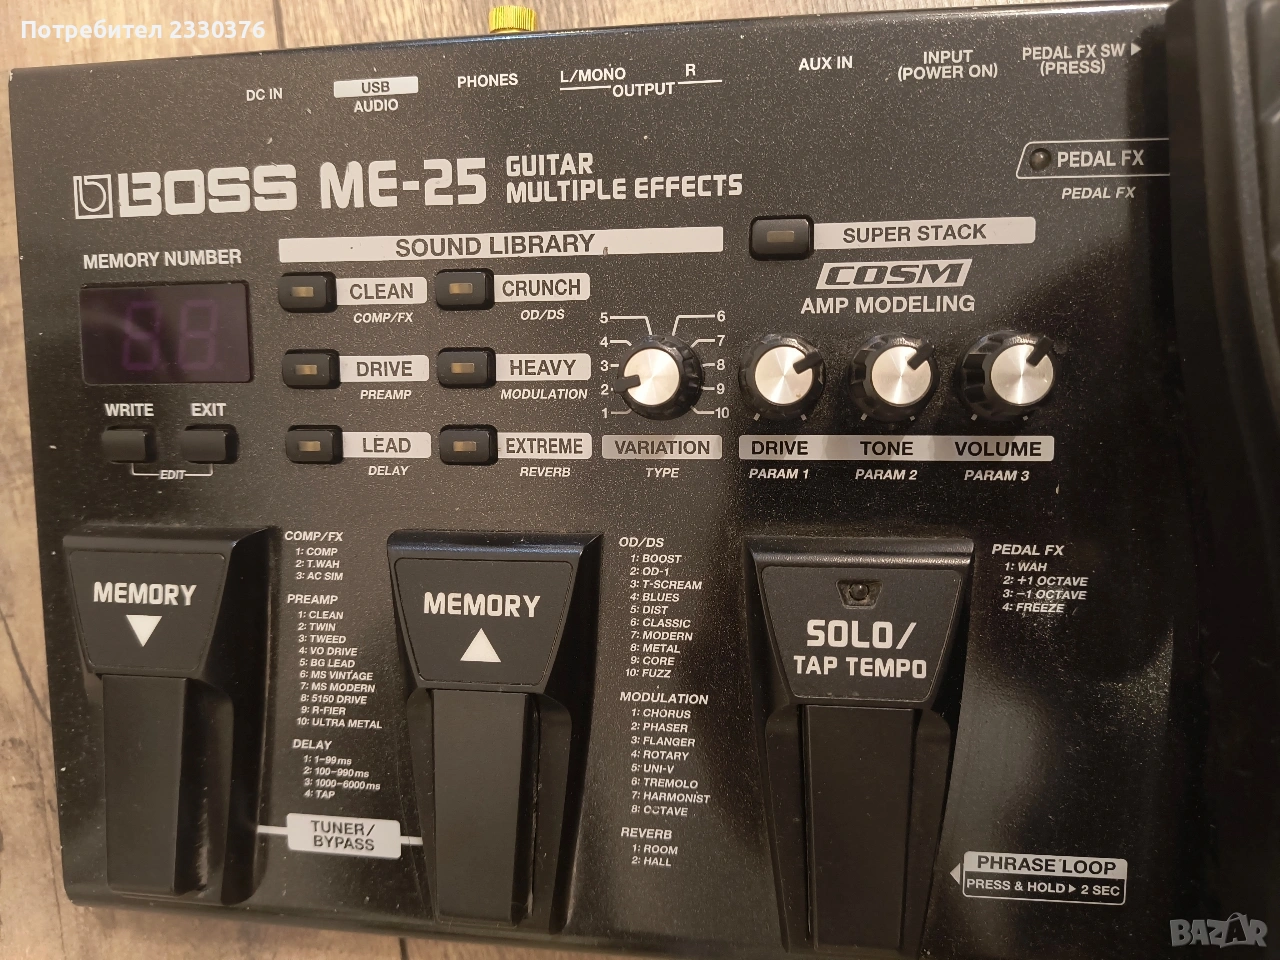 Потребител 2330376
DC IN
USB
AUDIO
PHONES
L/MONO
R
OUTPUT
AUX IN
INPUT
(POWER ON)
PEDAL FX SW ▶
(PRESS)
BOSS ME-25
GUITAR
MULTIPLE EFFECTS
PEDAL FX
PEDAL FX
SOUND LIBRARY
SUPER STACK
COSM
AMP MODELING
MEMORY NUMBER
8.8
CLEAN
COMP/FX
CRUNCH
OD/DS
DRIVE
PREAMP
HEAVY
MODULATION
LEAD
DELAY
EXTREME
REVERB
WRITE
EXIT
EDIT
5
6
4
7
3
8
2
9
1
10
VARIATION
TYPE
DRIVE
PARAM 1
TONE
PARAM 2
VOLUME
PARAM 3
MEMORY
▼
COMP/FX
1: COMP
2: T.WAH
3: AC SIM
PREAMP
1: CLEAN
2: TWIN
3: TWEED
4: VO DRIVE
5: BG LEAD
6: MS VINTAGE
7: MS MODERN
8: 5150 DRIVE
9: R-FIER
10: ULTRA METAL
DELAY
1: 1–99ms
2: 100–990ms
3: 1000–6000ms
4: TAP
TUNER/
BYPASS
MEMORY
▲
OD/DS
1: BOOST
2: OD-1
3: T-SCREAM
4: BLUES
5: DIST
6: CLASSIC
7: MODERN
8: METAL
9: CORE
10: FUZZ
MODULATION
1: CHORUS
2: PHASER
3: FLANGER
4: ROTARY
5: UNI-V
6: TREMOLO
7: HARMONIST
8: OCTAVE
REVERB
1: ROOM
2: HALL
SOLO/
TAP TEMPO
PEDAL FX
1: WAH
2: +1 OCTAVE
3: −1 OCTAVE
4: FREEZE
PHRASE LOOP
PRESS & HOLD ▶ 2 SEC
BAZAR